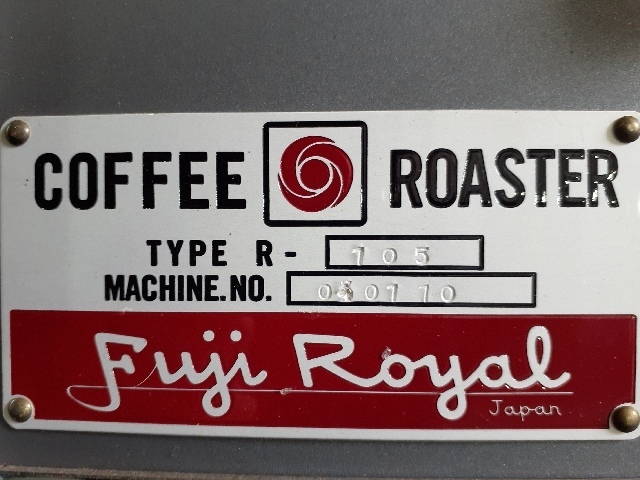 COFFEE ROASTER
TYPE R - 105
MACHINE.NO.
Fuji Royal
Japan